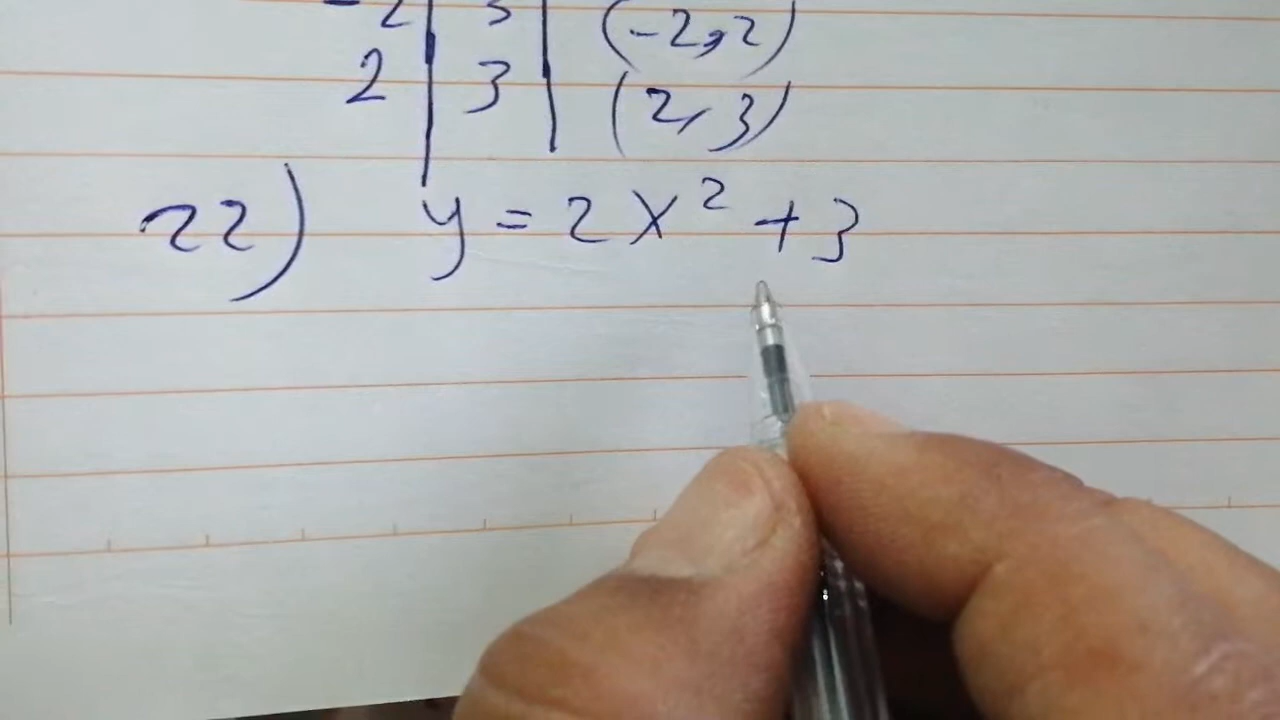 -2 | 3 | (-2,2)
2 | 3 | (2,3)
22) y = 2x² + 3